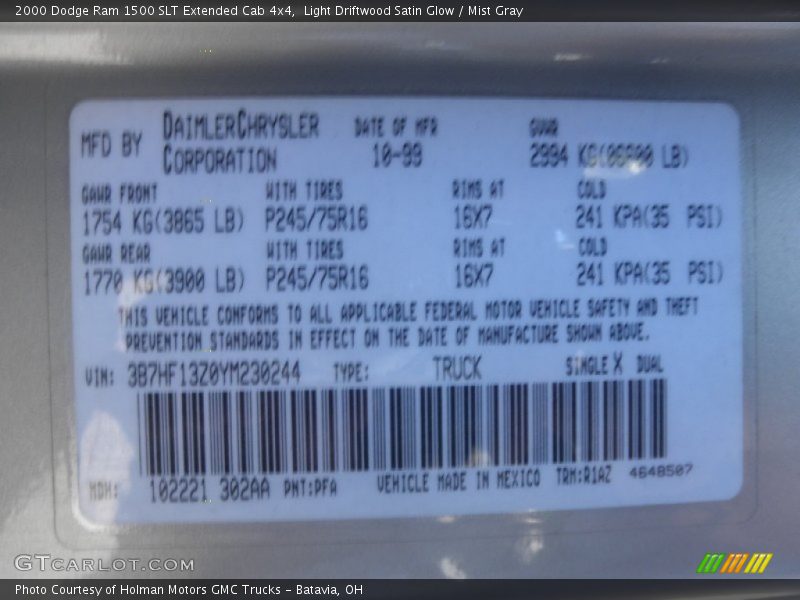 2000 Dodge Ram 1500 SLT Extended Cab 4x4, Light Driftwood Satin Glow / Mist Gray
MFD BY DAIMLERCHRYSLER CORPORATION DATE OF MFR 10-99 GVWR 2994 KG(06600 LB)
GAWR FRONT WITH TIRES RIMS AT COLD
1754 KG(3865 LB) P245/75R16 16X7 241 KPA(35 PSI)
GAWR REAR WITH TIRES RIMS AT COLD
1770 KG(3900 LB) P245/75R16 16X7 241 KPA(35 PSI)
THIS VEHICLE CONFORMS TO ALL APPLICABLE FEDERAL MOTOR VEHICLE SAFETY AND THEFT
PREVENTION STANDARDS IN EFFECT ON THE DATE OF MANUFACTURE SHOWN ABOVE.
VIN: 3B7HF13Z0YM230244 TYPE: TRUCK SINGLE X DUAL
MDH: 102221 302AA PNT:PFA VEHICLE MADE IN MEXICO TRM:R1AZ 4648507
GTCARLOT.COM
Photo Courtesy of Holman Motors GMC Trucks - Batavia, OH